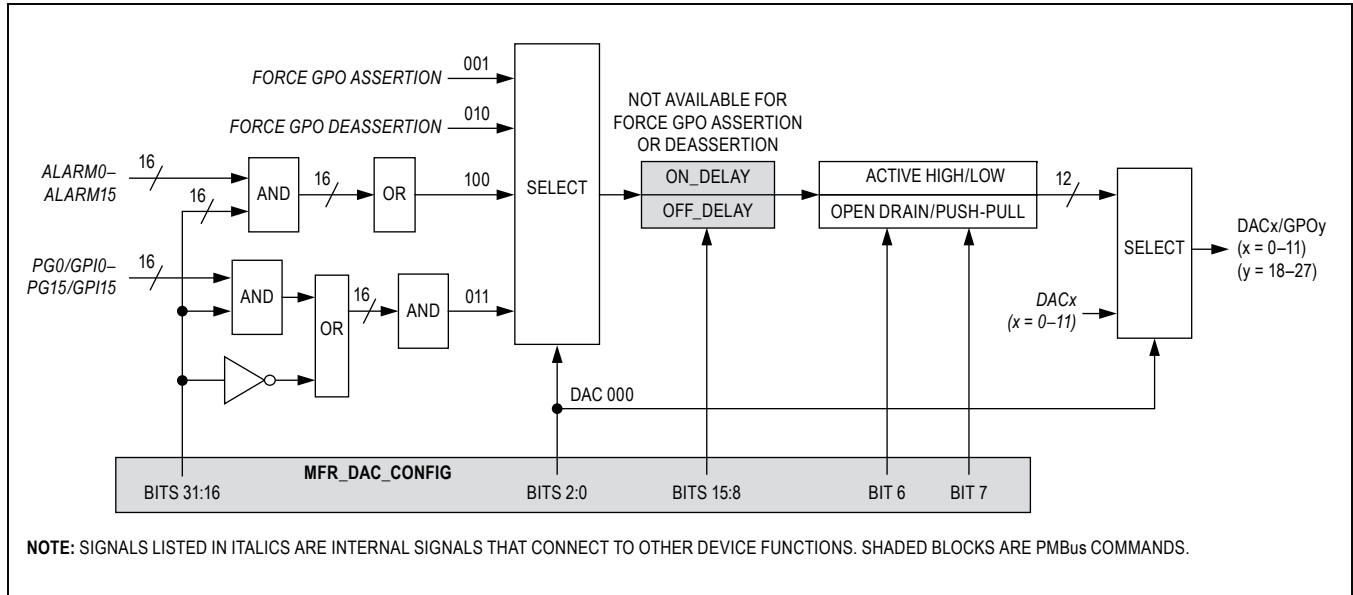 FORCE GPO ASSERTION
001
FORCE GPO DEASSERTION
010
ALARM0–
ALARM15
16
16
AND
16
OR
100
PG0/GPI0–
PG15/GPI15
16
AND
OR
16
AND
011
SELECT
NOT AVAILABLE FOR
FORCE GPO ASSERTION
OR DEASSERTION
ON_DELAY
OFF_DELAY
ACTIVE HIGH/LOW
OPEN DRAIN/PUSH-PULL
12
SELECT
DACx/GPOy
(x = 0–11)
(y = 18–27)
DACx
(x = 0–11)
DAC 000
MFR_DAC_CONFIG
BITS 31:16
BITS 2:0
BITS 15:8
BIT 6
BIT 7
NOTE: SIGNALS LISTED IN ITALICS ARE INTERNAL SIGNALS THAT CONNECT TO OTHER DEVICE FUNCTIONS. SHADED BLOCKS ARE PMBus COMMANDS.